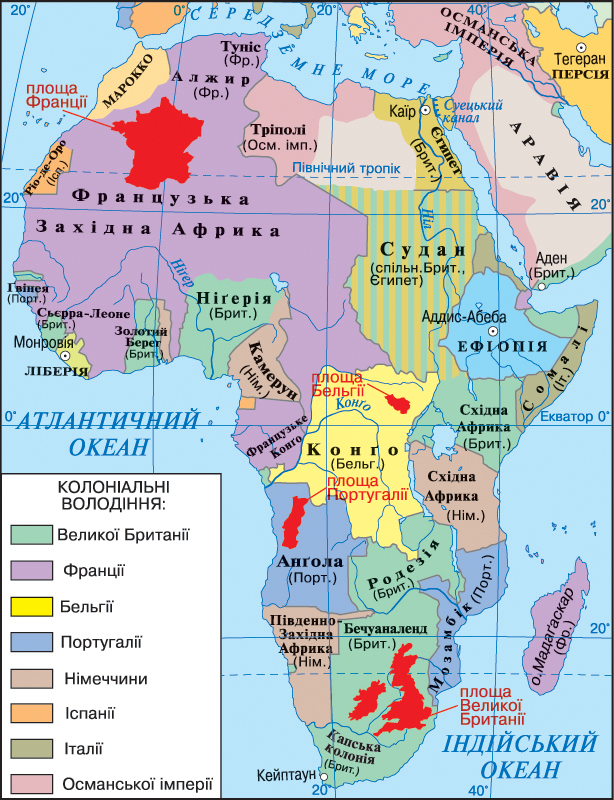 20°
0°
20°
40°
СЕРЕДЗЕМНЕ МОРЕ
ОСМАНСЬКА
ІМПЕРІЯ
Тегеран
ПЕРСІЯ
Туніс
(Фр.)
Алжир
(Фр.)
МАРОККО
площа
Франції
Тріполі
(Осм. імп.)
Каїр
Суецький
канал
Єгипет
(Брит.)
АРАВІЯ
Ріо-де-Оро
(Ісп.)
Північний тропік
20°
20°
Французька
Західна Африка
Ніл
Судан
(спільн.Брит.,
Єгипет)
Аден
(Брит.)
Нігер
Гвінея
(Порт.)
Сьєрра-Леоне
(Брит.)
Монровія
ЛІБЕРІЯ
Золотий
Берег
(Брит.)
Нігерія
(Брит.)
Камерун
(Нім.)
Аддис-Абеба
ЕФІОПІЯ
Сомалі
(Іт.)
площа
Бельгії
Конго
0°
Екватор 0°
АТЛАНТИЧНИЙ
ОКЕАН
Французьке
Конго
Конго
(Бельг.)
Східна
Африка
(Брит.)
Східна
Африка
(Нім.)
площа
Португалії
Ангола
(Порт.)
Родезія
(Брит.)
Мозамбік (Порт.)
о.Мадагаскар
(Фр.)
Південно-
Західна
Африка
(Нім.)
Бечуаналенд
(Брит.)
20°
площа
Великої
Британії
Капська
колонія
(Брит.)
Кейптаун
ІНДІЙСЬКИЙ
ОКЕАН
20°
40°
КОЛОНІАЛЬНІ
ВОЛОДІННЯ:
Великої Британії
Франції
Бельгії
Португалії
Німеччини
Іспанії
Італії
Османської імперії